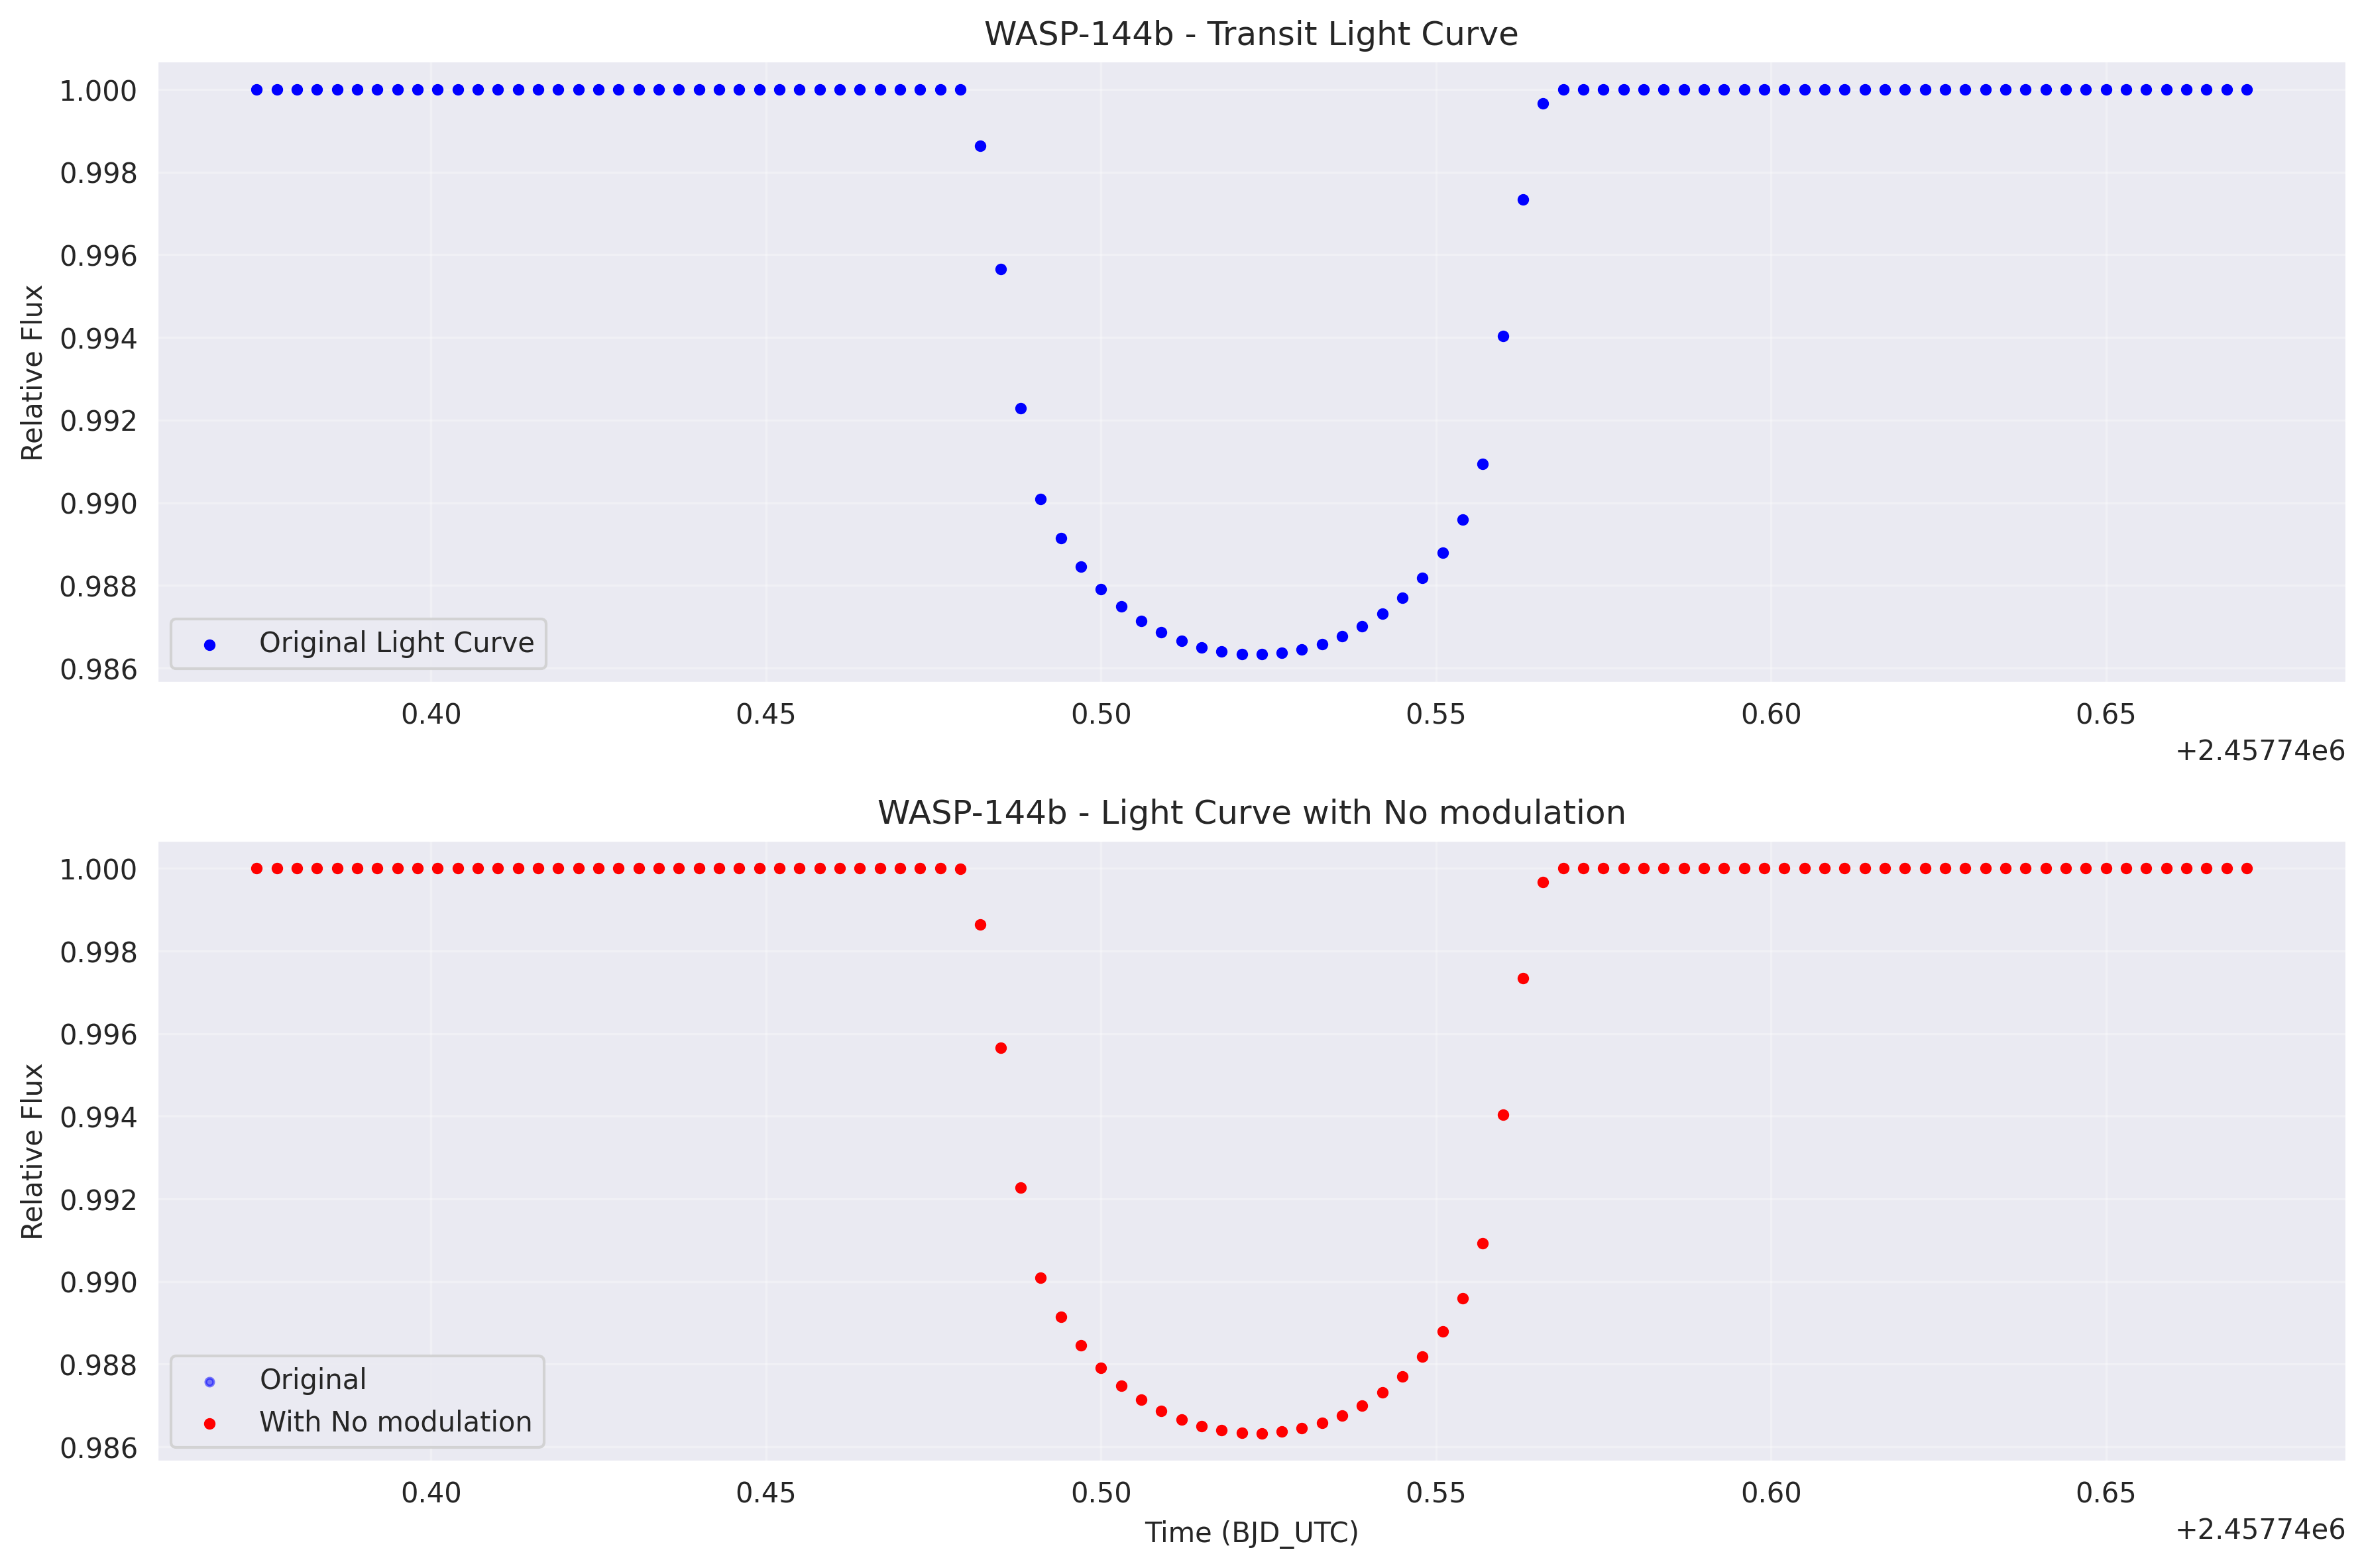 WASP-144b - Transit Light Curve
Relative Flux
1.000
0.998
0.996
0.994
0.992
0.990
0.988
0.986
Original Light Curve
0.40 0.45 0.50 0.55 0.60 0.65
+2.45774e6
WASP-144b - Light Curve with No modulation
Relative Flux
1.000
0.998
0.996
0.994
0.992
0.990
0.988
0.986
Original
With No modulation
0.40 0.45 0.50 0.55 0.60 0.65
Time (BJD_UTC)
+2.45774e6